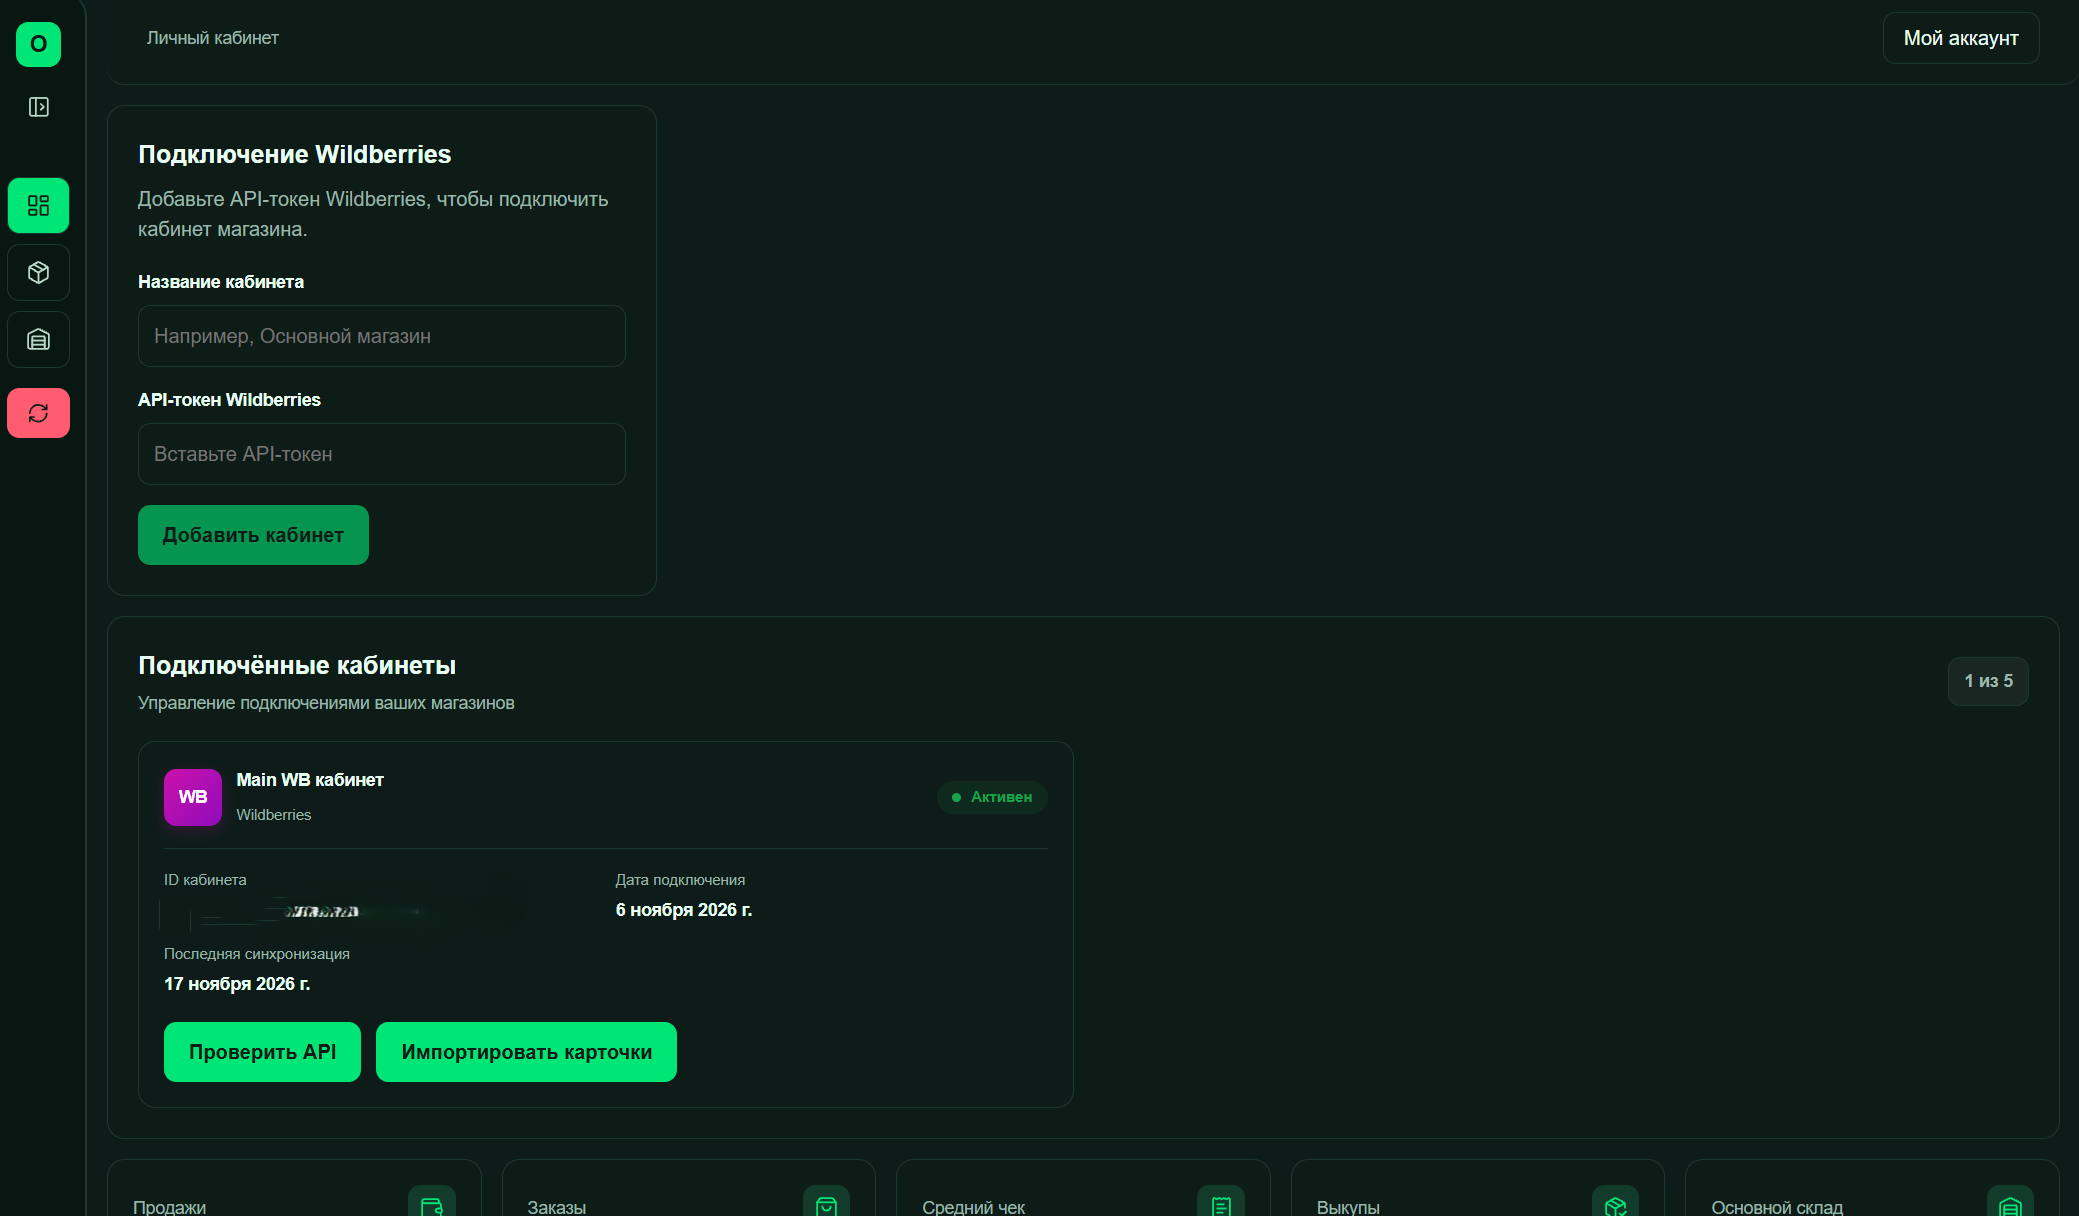 O
Личный кабинет
Мой аккаунт
Подключение Wildberries
Добавьте API-токен Wildberries, чтобы подключить
кабинет магазина.
Название кабинета
Например, Основной магазин
API-токен Wildberries
Вставьте API-токен
Добавить кабинет
Подключённые кабинеты
Управление подключениями ваших магазинов
1 из 5
WB
Main WB кабинет
Wildberries
Активен
ID кабинета
Дата подключения
6 ноября 2026 г.
Последняя синхронизация
17 ноября 2026 г.
Проверить API
Импортировать карточки
Продажи
Заказы
Средний чек
Выкупы
Основной склад